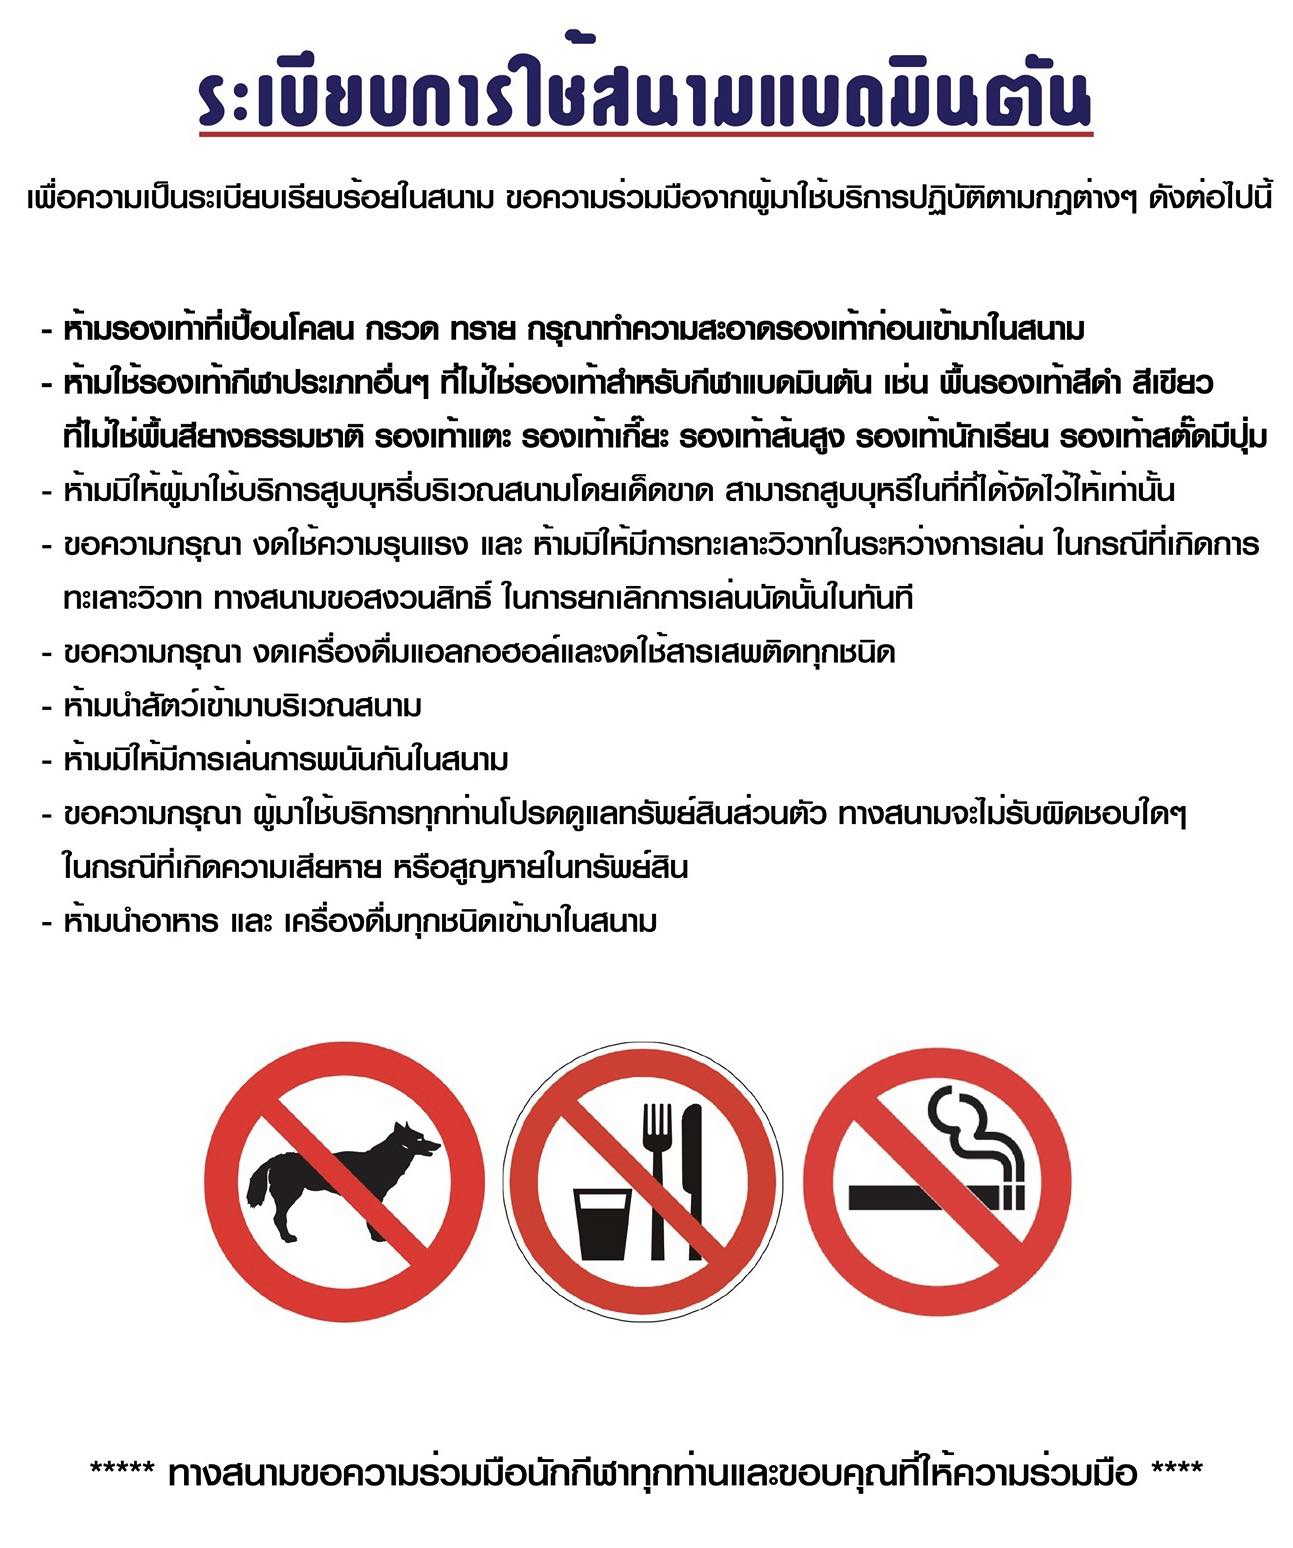 ระเบียบการใช้สนามแบดมินตัน
เพื่อความเป็นระเบียบเรียบร้อยในสนาม ขอความร่วมมือจากผู้มาใช้บริการปฏิบัติตามกฎต่างๆ ดังต่อไปนี้
- ห้ามรองเท้าที่เปื้อนโคลน กรวด ทราย กรุณาทำความสะอาดรองเท้าก่อนเข้ามาในสนาม
- ห้ามใช้รองเท้ากีฬาประเภทอื่นๆ ที่ไม่ใช่รองเท้าสำหรับกีฬาแบดมินตัน เช่น พื้นรองเท้าสีดำ สีเขียว
ที่ไม่ใช่พื้นสียางธรรมชาติ รองเท้าแตะ รองเท้าเกี๊ยะ รองเท้าส้นสูง รองเท้านักเรียน รองเท้าสตั๊ดมีปุ่ม
- ห้ามมิให้ผู้มาใช้บริการสูบบุหรี่บริเวณสนามโดยเด็ดขาด สามารถสูบบุหรี่ในที่ที่ได้จัดไว้ให้เท่านั้น
- ขอความกรุณา งดใช้ความรุนแรง และ ห้ามมิให้มีการทะเลาะวิวาทในระหว่างการเล่น ในกรณีที่เกิดการ
ทะเลาะวิวาท ทางสนามขอสงวนสิทธิ์ ในการยกเลิกการเล่นนัดนั้นในทันที
- ขอความกรุณา งดเครื่องดื่มแอลกอฮอล์และงดใช้สารเสพติดทุกชนิด
- ห้ามนำสัตว์เข้ามาบริเวณสนาม
- ห้ามมิให้มีการเล่นการพนันกันในสนาม
- ขอความกรุณา ผู้มาใช้บริการทุกท่านโปรดดูแลทรัพย์สินส่วนตัว ทางสนามจะไม่รับผิดชอบใดๆ
ในกรณีที่เกิดความเสียหาย หรือสูญหายในทรัพย์สิน
- ห้ามนำอาหาร และ เครื่องดื่มทุกชนิดเข้ามาในสนาม
***** ทางสนามขอความร่วมมือนักกีฬาทุกท่านและขอบคุณที่ให้ความร่วมมือ ****